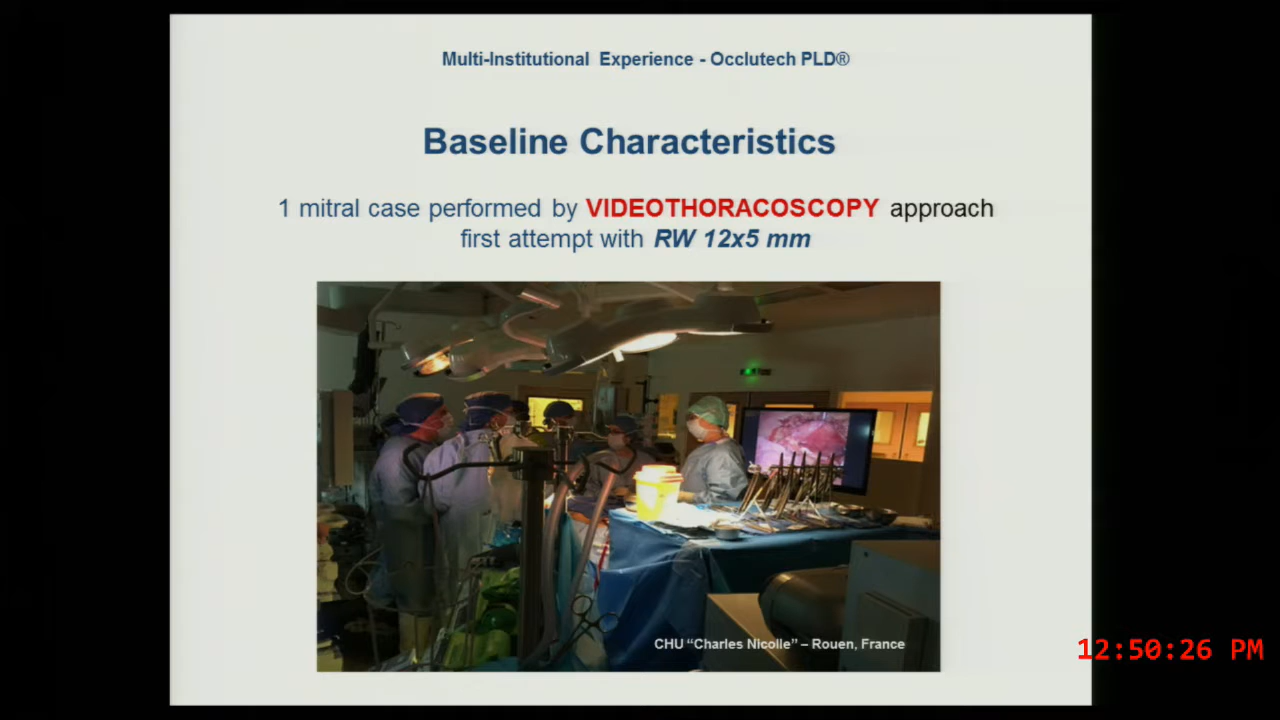 Multi-Institutional Experience - Occlutech PLD®
Baseline Characteristics
1 mitral case performed by VIDEOTHORACOSCOPY approach
first attempt with RW 12x5 mm
CHU “Charles Nicolle” – Rouen, France
12:50:26 PM